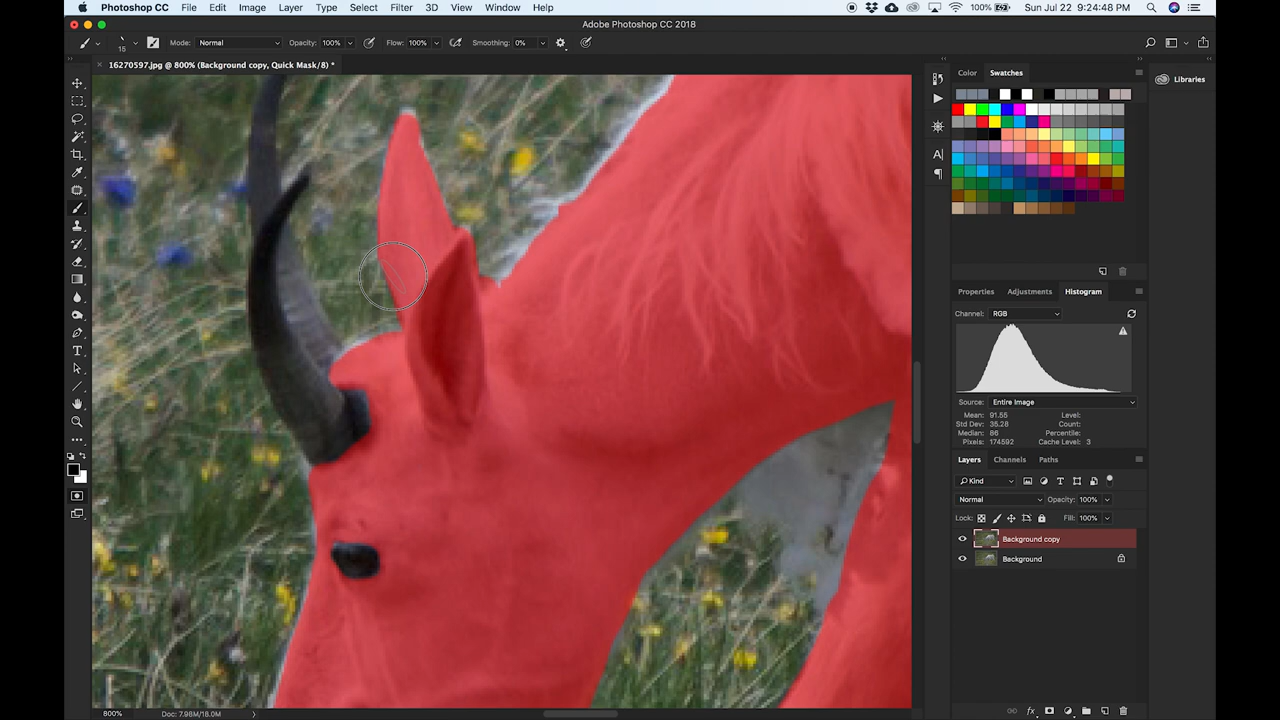 Photoshop CC File Edit Image Layer Type Select Filter 3D View Window Help 100% Sun Jul 22 9:24:48 PM
Adobe Photoshop CC 2018
15 Mode: Normal Opacity: 100% Flow: 100% Smoothing: 0%
16270597.jpg @ 800% (Background copy, Quick Mask/8) *
Color Swatches
Libraries
Properties Adjustments Histogram
Channel: RGB
Source: Entire Image
Mean: 91.55 Level:
Std Dev: 35.28 Count:
Median: 86 Percentile:
Pixels: 174592 Cache Level: 3
Layers Channels Paths
Kind
Normal Opacity: 100%
Lock: Fill: 100%
Background copy
Background
800% Doc: 7.98M/18.0M